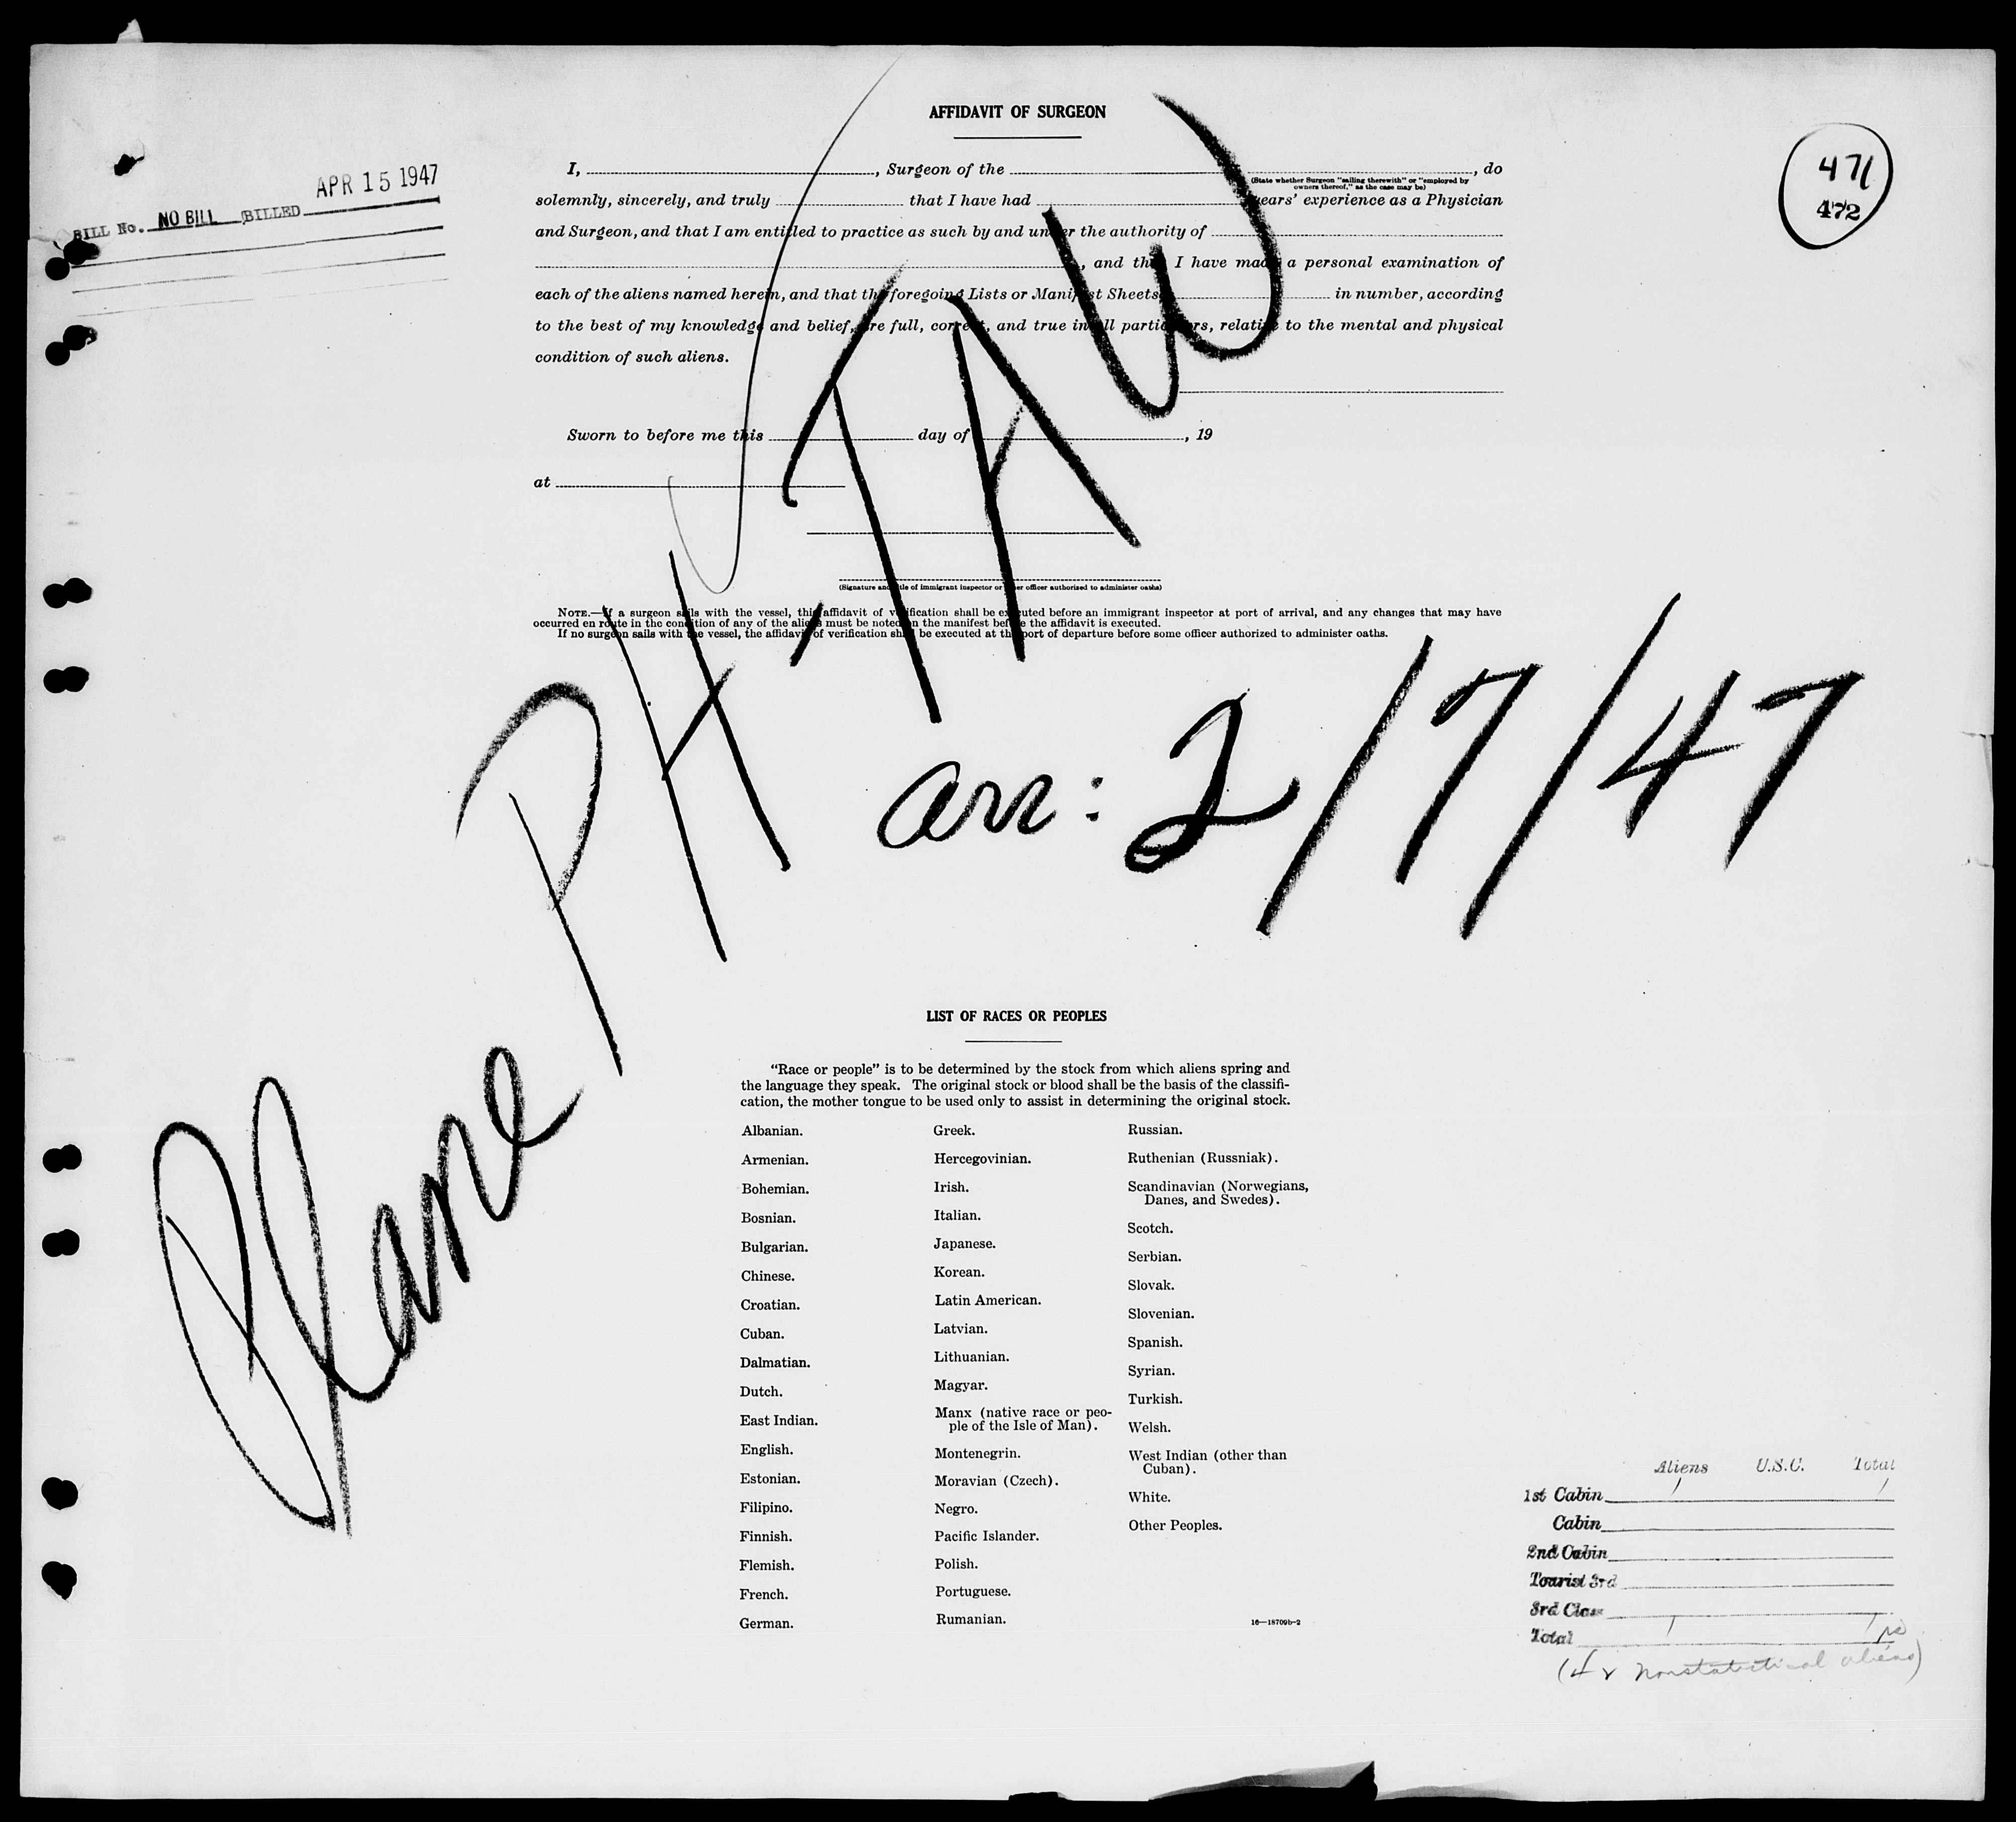 AFFIDAVIT OF SURGEON
471
472
APR 15 1947
BILL No. NO BILL BILLED
I, , Surgeon of the , do
(State whether Surgeon "sailing therewith" or "employed by
owners thereof," as the case may be)
solemnly, sincerely, and truly that I have had years' experience as a Physician
and Surgeon, and that I am entitled to practice as such by and under the authority of
, and that I have made a personal examination of
each of the aliens named herein, and that the foregoing Lists or Manifest Sheets, in number, according
to the best of my knowledge and belief, are full, correct, and true in all particulars, relative to the mental and physical
condition of such aliens.
Sworn to before me this day of , 19
at
(Signature and title of immigrant inspector or other officer authorized to administer oaths)
NOTE.—If a surgeon sails with the vessel, this affidavit of verification shall be executed before an immigrant inspector at port of arrival, and any changes that may have
occurred en route in the condition of any of the aliens must be noted on the manifest before the affidavit is executed.
If no surgeon sails with the vessel, the affidavit of verification shall be executed at the port of departure before some officer authorized to administer oaths.
Plane PH-TAW
arr: 2/7/47
LIST OF RACES OR PEOPLES
"Race or people" is to be determined by the stock from which aliens spring and
the language they speak. The original stock or blood shall be the basis of the classifi-
cation, the mother tongue to be used only to assist in determining the original stock.
Albanian.
Armenian.
Bohemian.
Bosnian.
Bulgarian.
Chinese.
Croatian.
Cuban.
Dalmatian.
Dutch.
East Indian.
English.
Estonian.
Filipino.
Finnish.
Flemish.
French.
German.
Greek.
Hercegovinian.
Irish.
Italian.
Japanese.
Korean.
Latin American.
Latvian.
Lithuanian.
Magyar.
Manx (native race or peo-
ple of the Isle of Man).
Montenegrin.
Moravian (Czech).
Negro.
Pacific Islander.
Polish.
Portuguese.
Rumanian.
Russian.
Ruthenian (Russniak).
Scandinavian (Norwegians,
Danes, and Swedes).
Scotch.
Serbian.
Slovak.
Slovenian.
Spanish.
Syrian.
Turkish.
Welsh.
West Indian (other than
Cuban).
White.
Other Peoples.
16—18709b-2
Aliens U.S.C. Total
1st Cabin 1 1
Cabin
2nd Cabin
Tourist 3rd
3rd Class
Total 1 1
nonstatistical aliens)